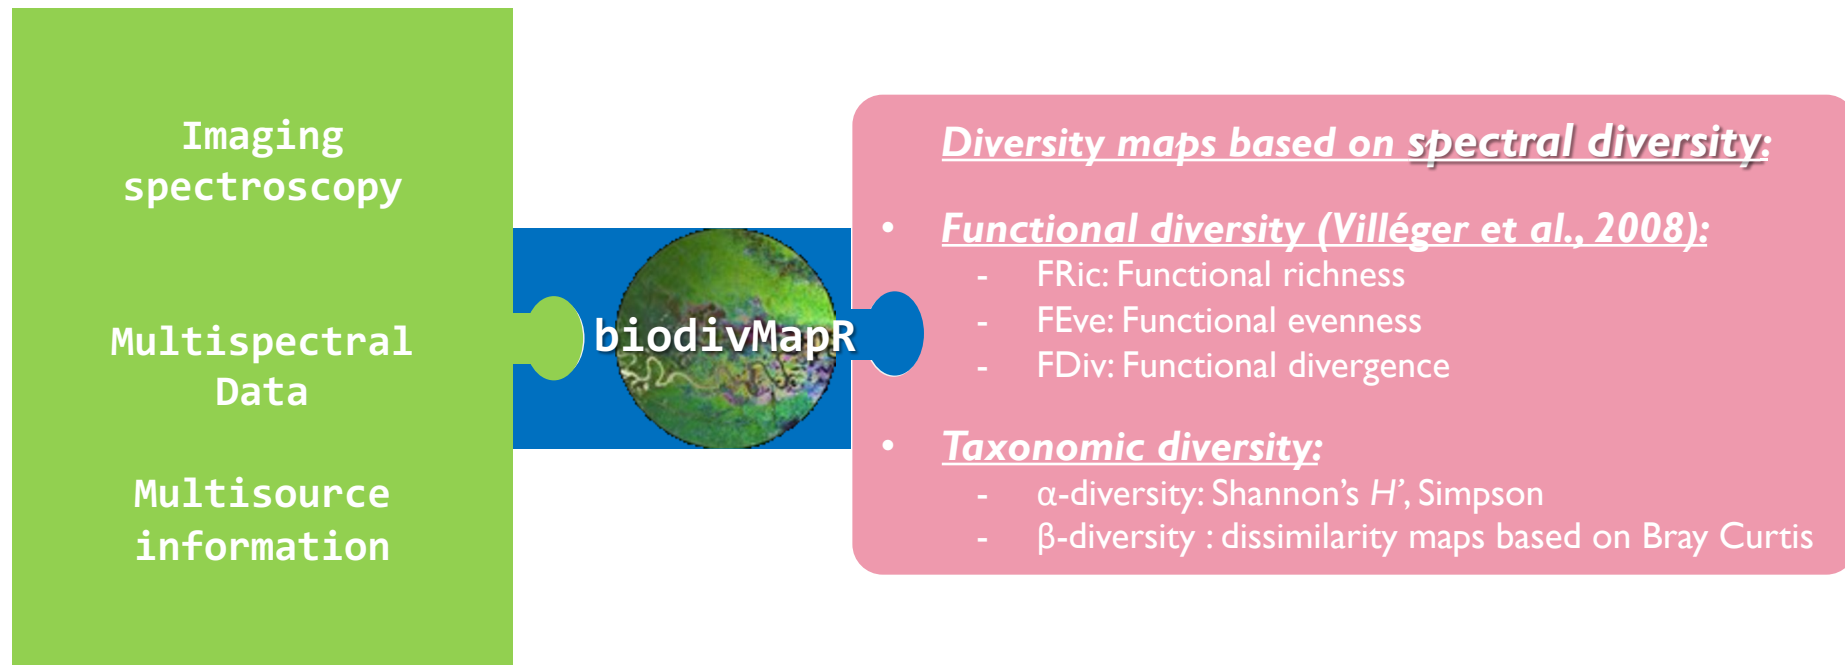 Imaging
spectroscopy
Multispectral
Data
Multisource
information
biodivMapR
Diversity maps based on spectral diversity:
• Functional diversity (Villéger et al., 2008):
- FRic: Functional richness
- FEve: Functional evenness
- FDiv: Functional divergence
• Taxonomic diversity:
- α-diversity: Shannon’s H’, Simpson
- β-diversity : dissimilarity maps based on Bray Curtis